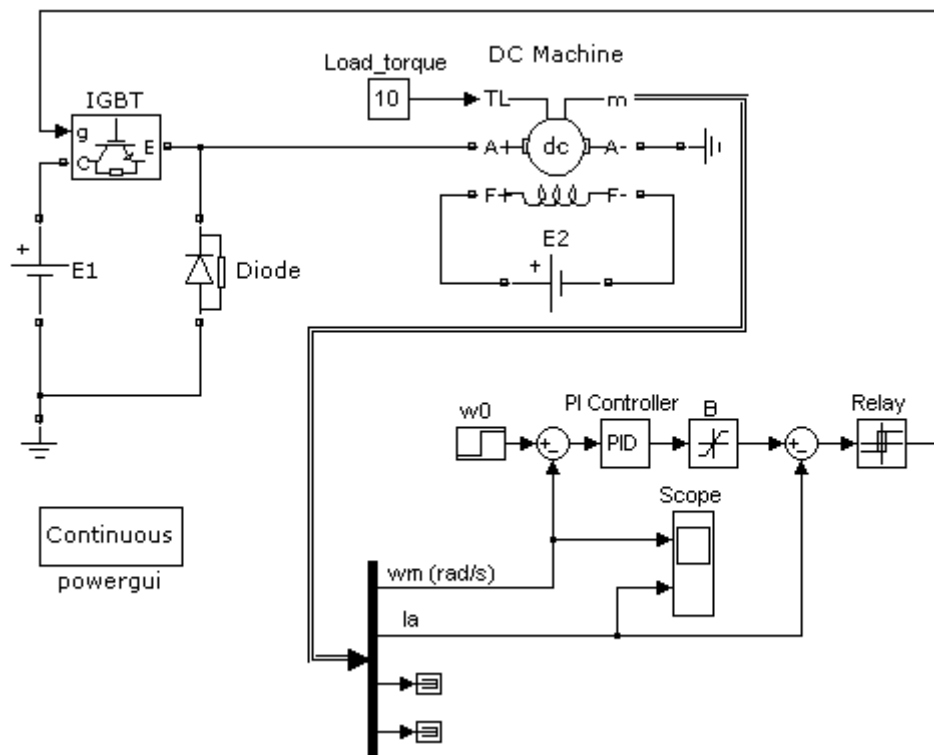 DC Machine
Load_torque
10
TL
m
IGBT
g
C
E
A+
dc
A-
F+
F-
E2
+
+
E1
Diode
w0
PI Controller
B
Relay
+
-
PID
+
-
Scope
Continuous
powergui
wm (rad/s)
Ia